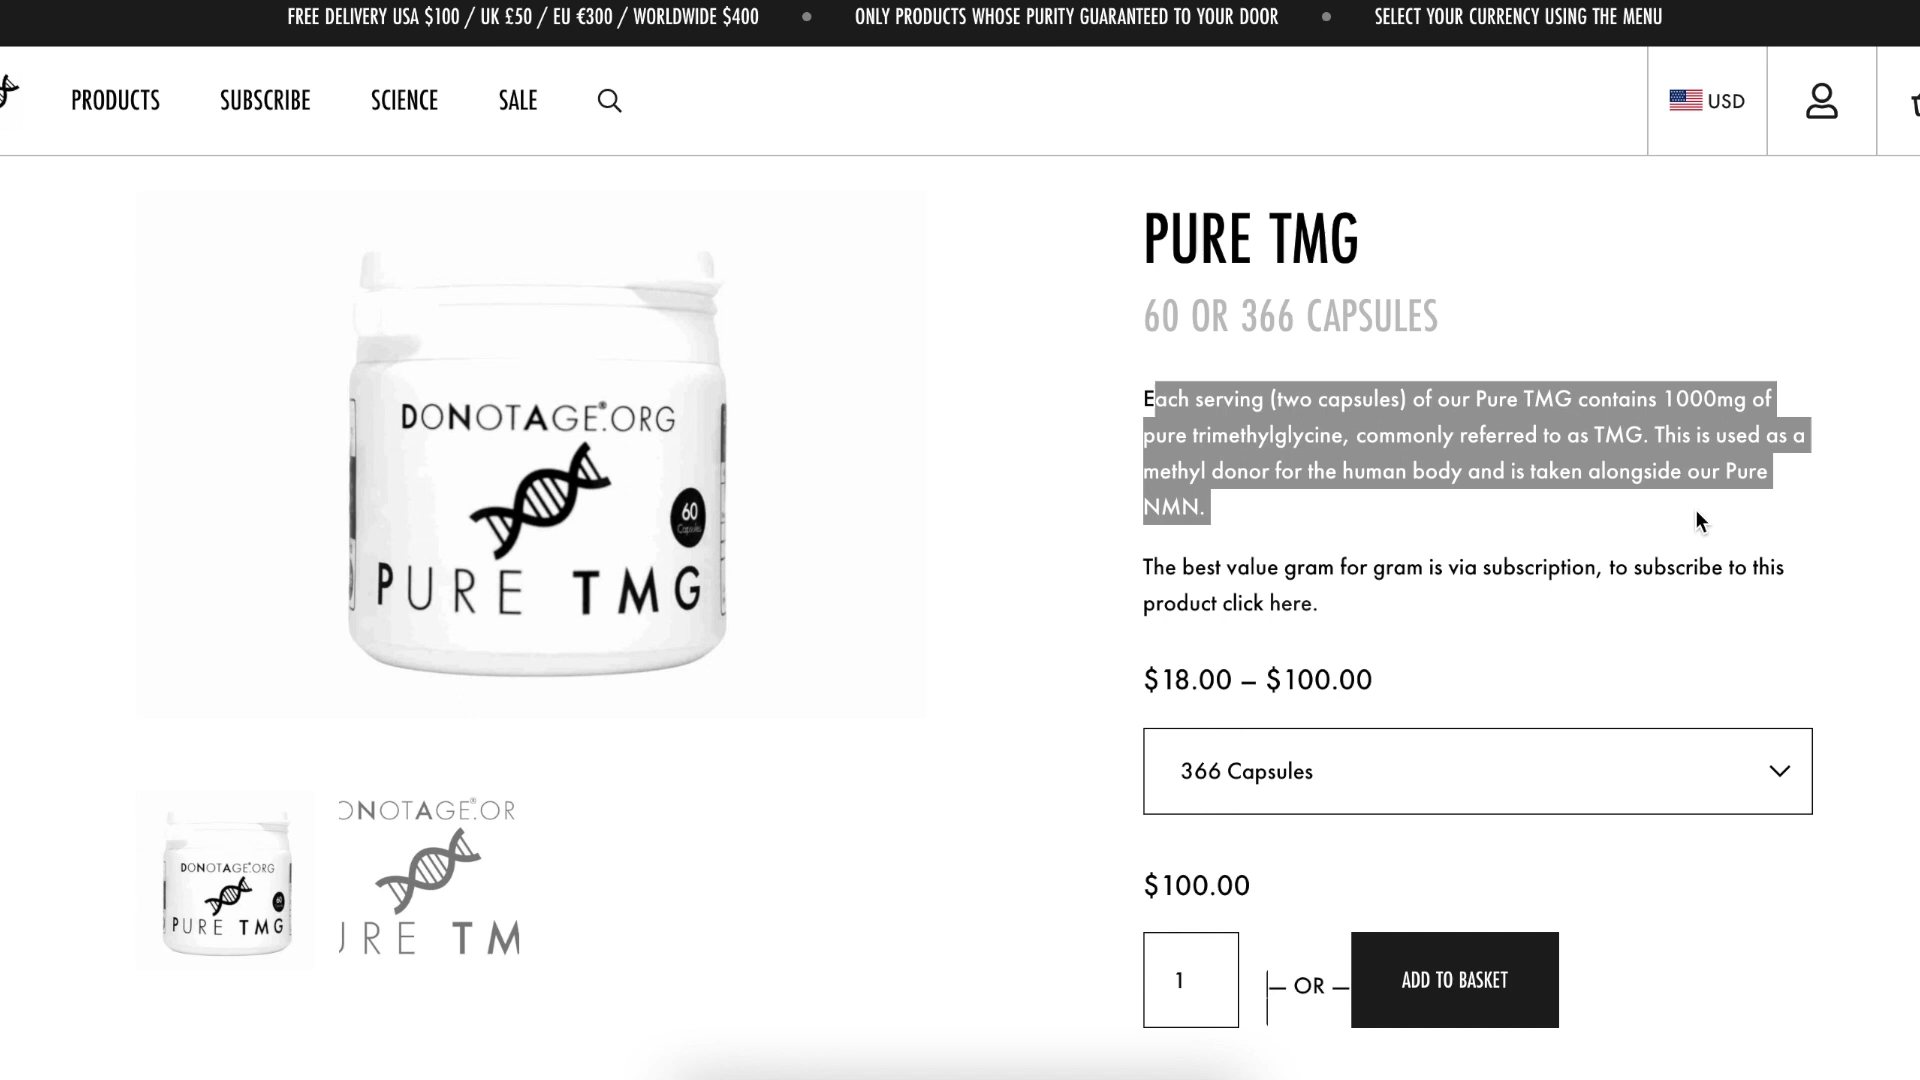 FREE DELIVERY USA $100 / UK £50 / EU €300 / WORLDWIDE $400 • ONLY PRODUCTS WHOSE PURITY GUARANTEED TO YOUR DOOR • SELECT YOUR CURRENCY USING THE MENU
PRODUCTS SUBSCRIBE SCIENCE SALE USD
PURE TMG
60 OR 366 CAPSULES
Each serving (two capsules) of our Pure TMG contains 1000mg of
pure trimethylglycine, commonly referred to as TMG. This is used as a
methyl donor for the human body and is taken alongside our Pure
NMN.
The best value gram for gram is via subscription, to subscribe to this
product click here.
$18.00 – $100.00
366 Capsules
$100.00
1 — OR — ADD TO BASKET
DONOTAGE®.ORG
60
Capsules
PURE TMG
DONOTAGE®.ORG
60
PURE TMG
ONOTAGE®.OR
URE TM